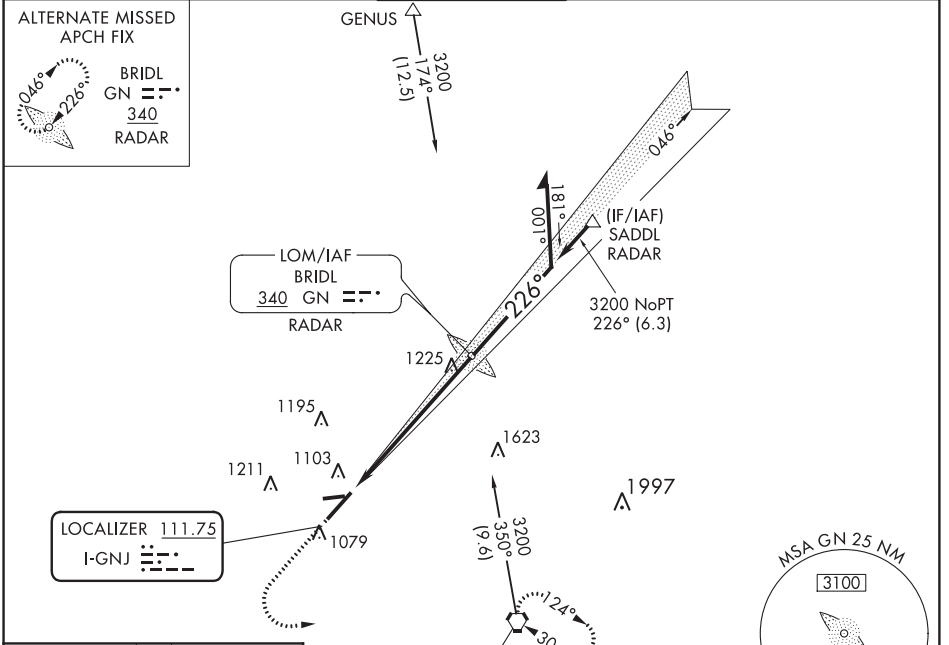 ALTERNATE MISSED
APCH FIX
046°
226°
BRIDL
GN
340
RADAR
GENUS
3200
174°
(12.5)
046°
181°
001°
(IF/IAF)
SADDL
RADAR
3200 NoPT
226° (6.3)
226°
LOM/IAF
BRIDL
340 GN
RADAR
1225
1195
1103
1211
1623
1997
LOCALIZER 111.75
I-GNJ
1079
3200
350°
(9.6)
124°
MSA GN 25 NM
3100